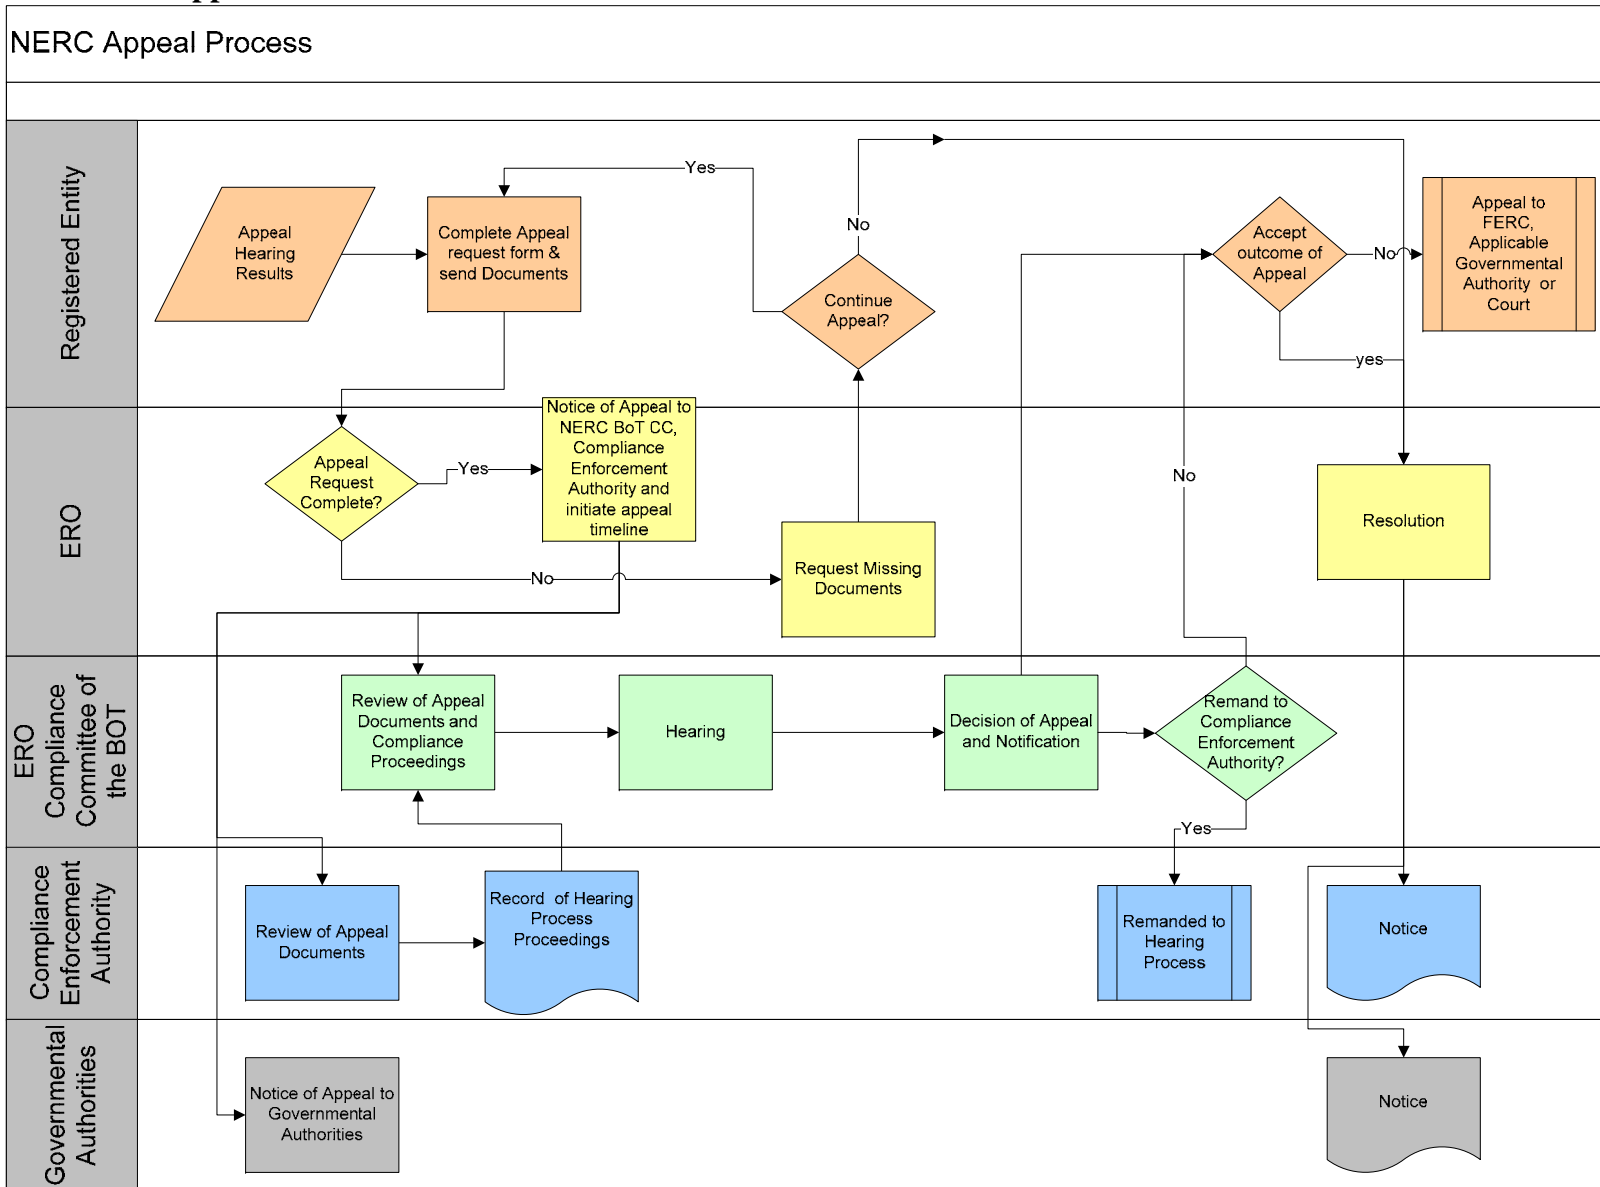 NERC Appeal Process
Registered Entity
Appeal
Hearing
Results
Complete Appeal
request form &
send Documents
Yes
No
Continue
Appeal?
Accept
outcome of
Appeal
No
yes
Appeal to
FERC,
Applicable
Governmental
Authority or
Court
ERO
Appeal
Request
Complete?
Yes
No
Notice of Appeal to
NERC BoT CC,
Compliance
Enforcement
Authority and
initiate appeal
timeline
Request Missing
Documents
No
Resolution
ERO
Compliance
Committee of
the BOT
Review of Appeal
Documents and
Compliance
Proceedings
Hearing
Decision of Appeal
and Notification
Remand to
Compliance
Enforcement
Authority?
Yes
Compliance
Enforcement
Authority
Review of Appeal
Documents
Record of Hearing
Process
Proceedings
Remanded to
Hearing
Process
Notice
Governmental
Authorities
Notice of Appeal to
Governmental
Authorities
Notice